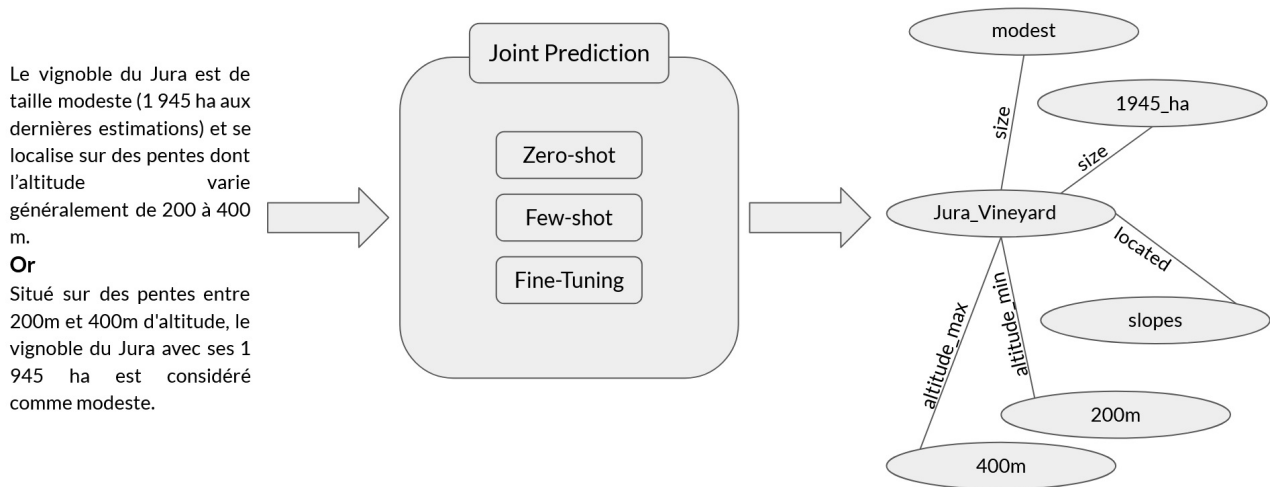 Le vignoble du Jura est de
taille modeste (1 945 ha aux
dernières estimations) et se
localise sur des pentes dont
l'altitude varie
généralement de 200 à 400
m.
Or
Situé sur des pentes entre
200m et 400m d'altitude, le
vignoble du Jura avec ses 1
945 ha est considéré
comme modeste.
Joint Prediction
Zero-shot
Few-shot
Fine-Tuning
modest
size
1945_ha
size
Jura_Vineyard
located
slopes
altitude_min
200m
altitude_max
400m